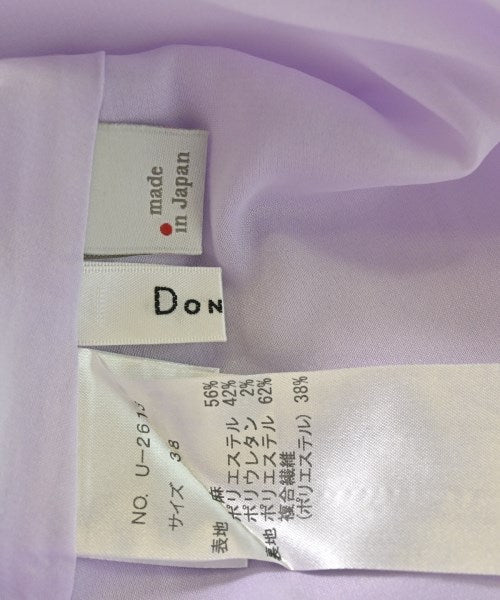 made
in Japan
DON
NO. U-261
サイズ 38
表地 麻 56%
ポリエステル 42%
ポリウレタン 2%
裏地 ポリエステル 62%
複合繊維 38%
(ポリエステル)